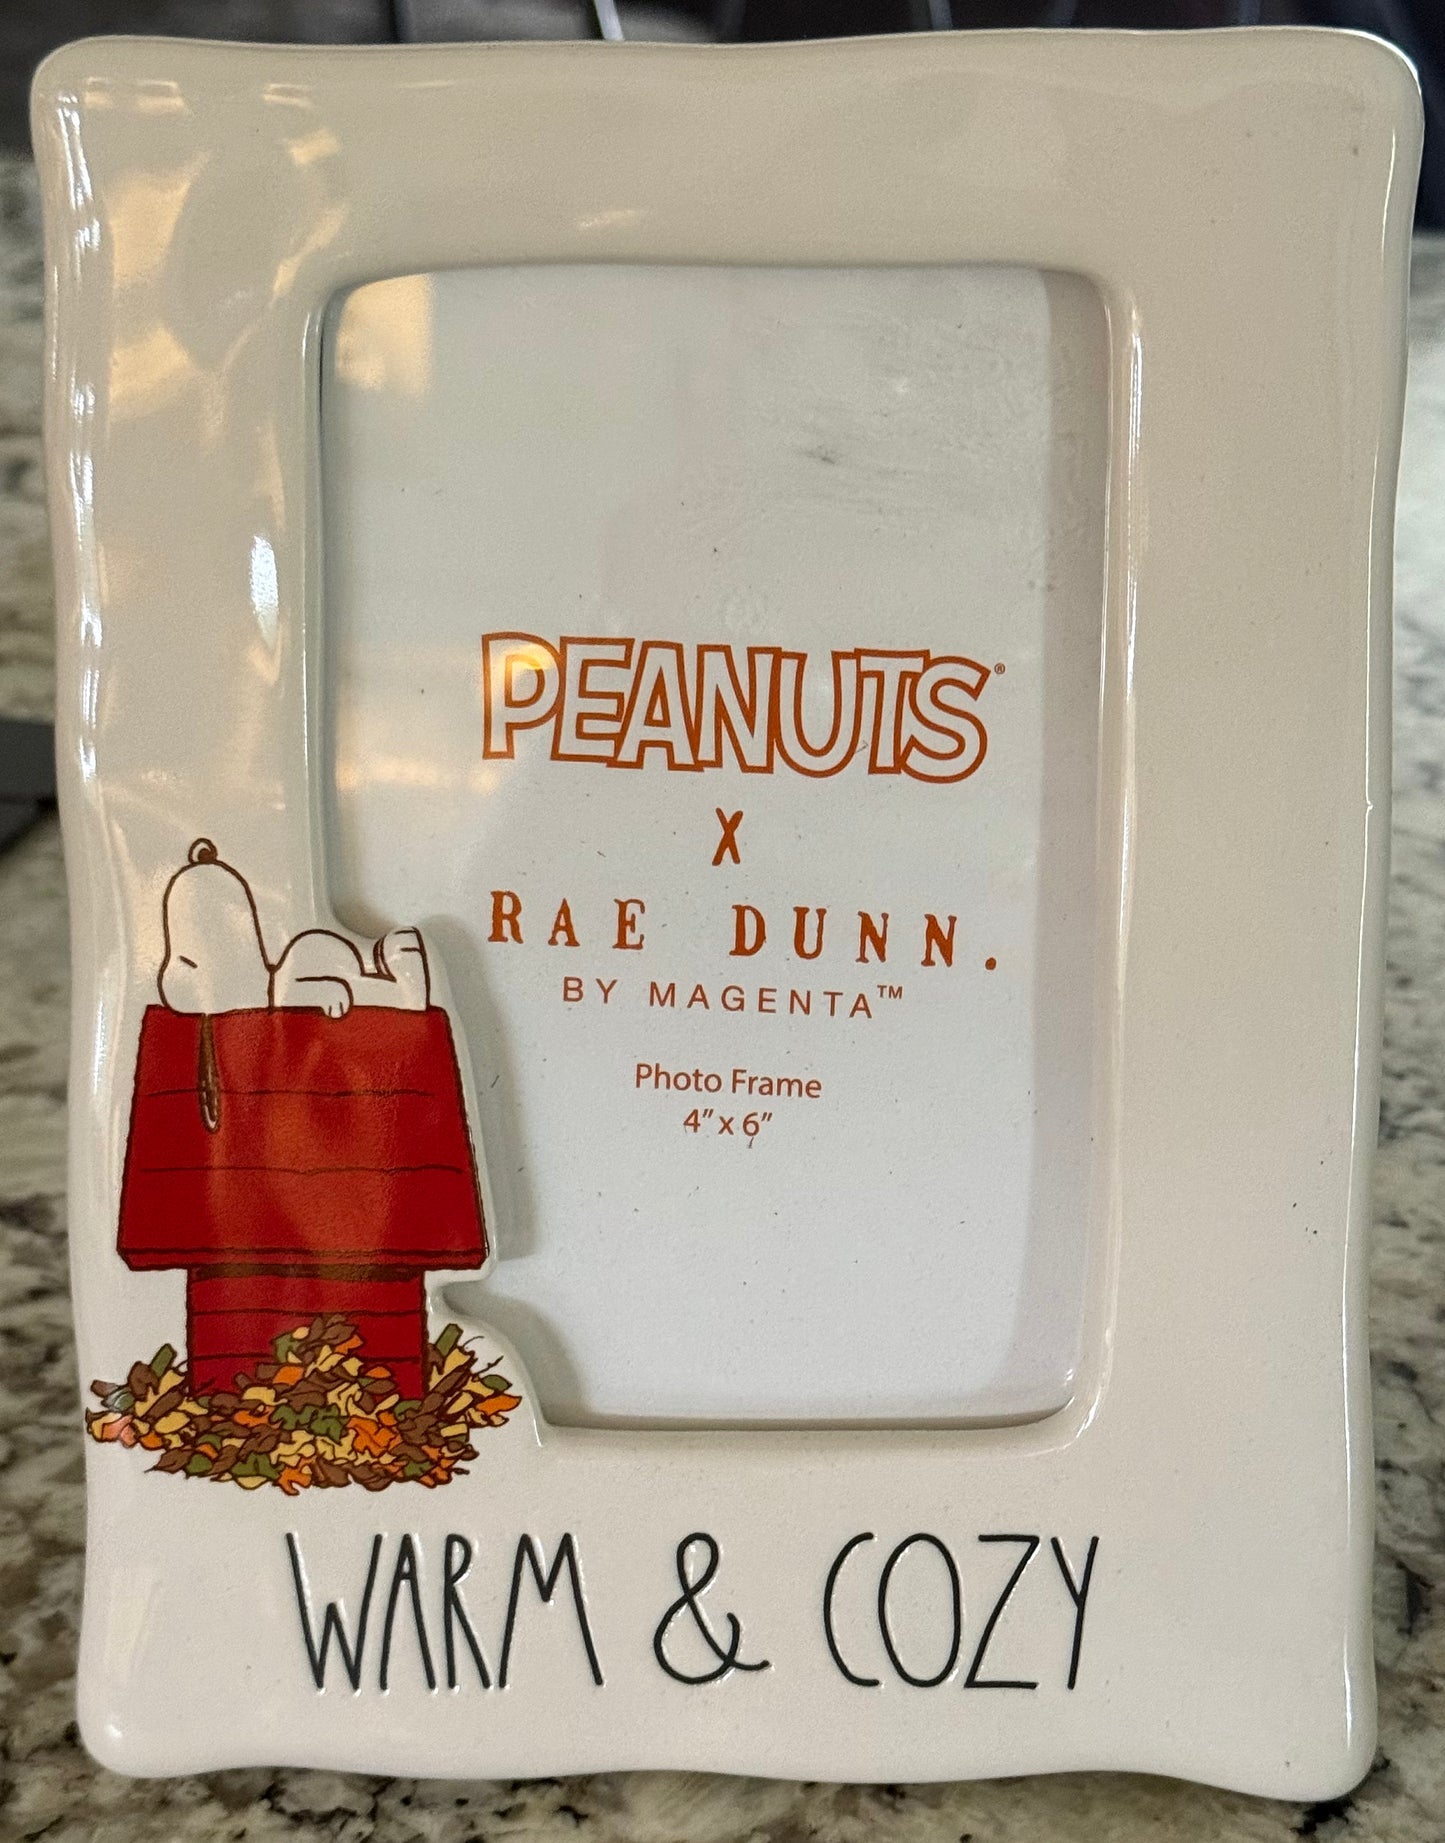 PEANUTS®
X
RAE DUNN.
BY MAGENTA™
Photo Frame
4” x 6”
WARM & COZY